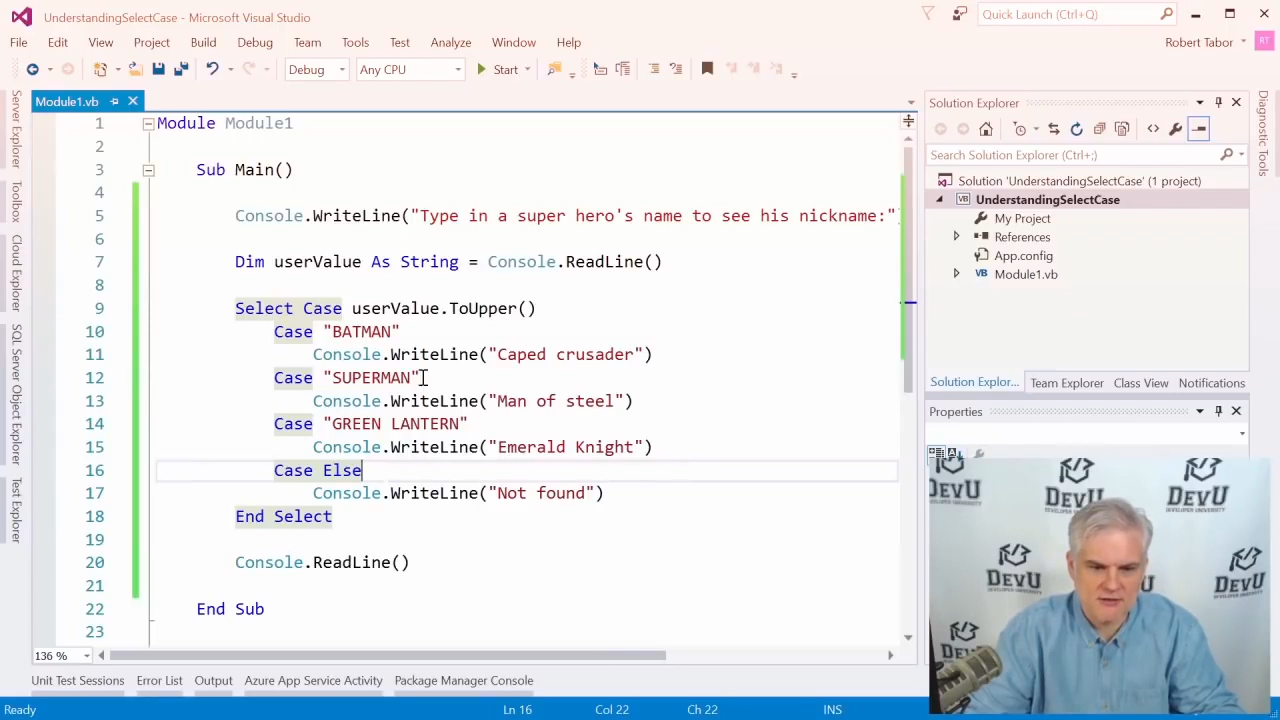 UnderstandingSelectCase - Microsoft Visual Studio
Quick Launch (Ctrl+Q)
File Edit View Project Build Debug Team Tools Test Analyze Window Help
Robert Tabor RT
Debug Any CPU Start
Module1.vb
Server Explorer
Toolbox
Cloud Explorer
SQL Server Object Explorer
Test Explorer
1 Module Module1
2
3 Sub Main()
4
5 Console.WriteLine("Type in a super hero's name to see his nickname:")
6
7 Dim userValue As String = Console.ReadLine()
8
9 Select Case userValue.ToUpper()
10 Case "BATMAN"
11 Console.WriteLine("Caped crusader")
12 Case "SUPERMAN"
13 Console.WriteLine("Man of steel")
14 Case "GREEN LANTERN"
15 Console.WriteLine("Emerald Knight")
16 Case Else
17 Console.WriteLine("Not found")
18 End Select
19
20 Console.ReadLine()
21
22 End Sub
23
136 %
Solution Explorer
Search Solution Explorer (Ctrl+;)
Solution 'UnderstandingSelectCase' (1 project)
VB UnderstandingSelectCase
My Project
References
App.config
VB Module1.vb
Solution Explor... Team Explorer Class View Notifications
Properties
Diagnostic Tools
DevU
DEVELOPER UNIVERSITY
DevU
DevU
DevU
Unit Test Sessions Error List Output Azure App Service Activity Package Manager Console
Ready Ln 16 Col 22 Ch 22 INS